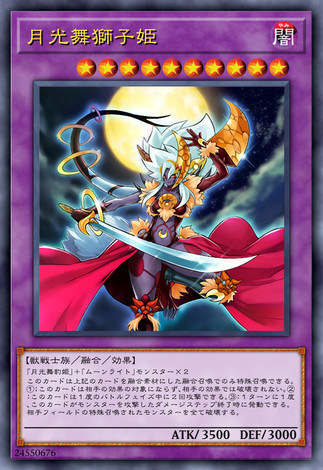 月光舞獅子姫
闇
やみ
【獣戦士族/融合/効果】
「月光舞豹姫」+「ムーンライト」モンスター×2
このカードは上記のカードを融合素材にした融合召喚でのみ特殊召喚できる。
①:このカードは相手の効果の対象にならず、相手の効果では破壊されない。②
:このカードは1度のバトルフェイズ中に2回攻撃できる。③:1ターンに1度
、このカードがモンスターを攻撃したダメージステップ終了時に発動できる。
相手フィールドの特殊召喚されたモンスターを全て破壊する。
ATK/ 3500 DEF/ 3000
24550676